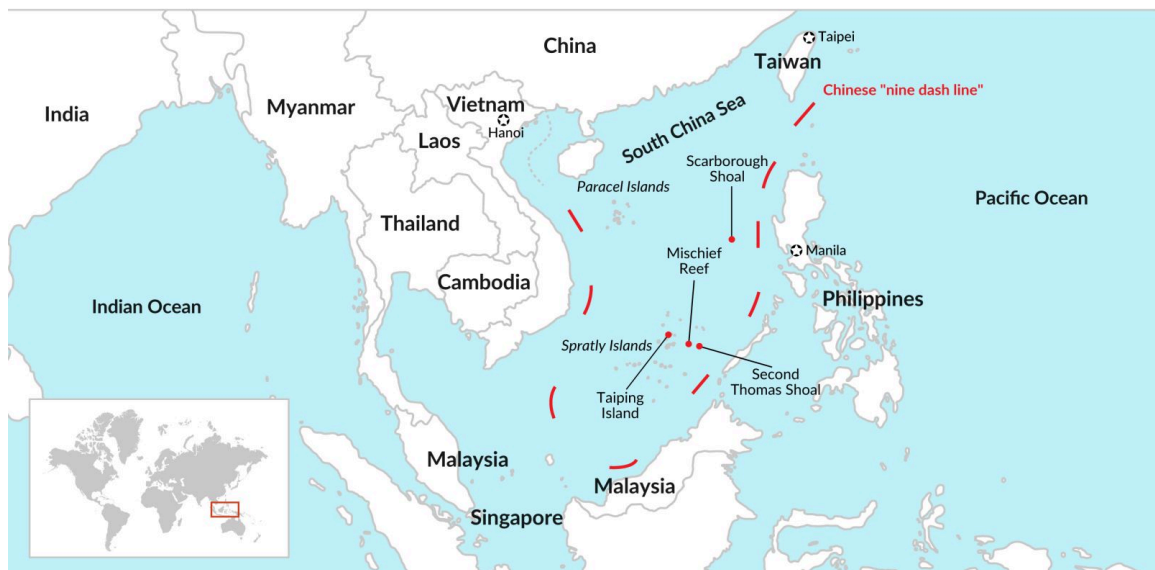 China
Taipei
Taiwan
Chinese "nine dash line"
India
Myanmar
Vietnam
Hanoi
Laos
South China Sea
Scarborough
Shoal
Paracel Islands
Pacific Ocean
Thailand
Mischief
Reef
Manila
Cambodia
Indian Ocean
Philippines
Spratly Islands
Second
Thomas Shoal
Taiping
Island
Malaysia
Malaysia
Singapore